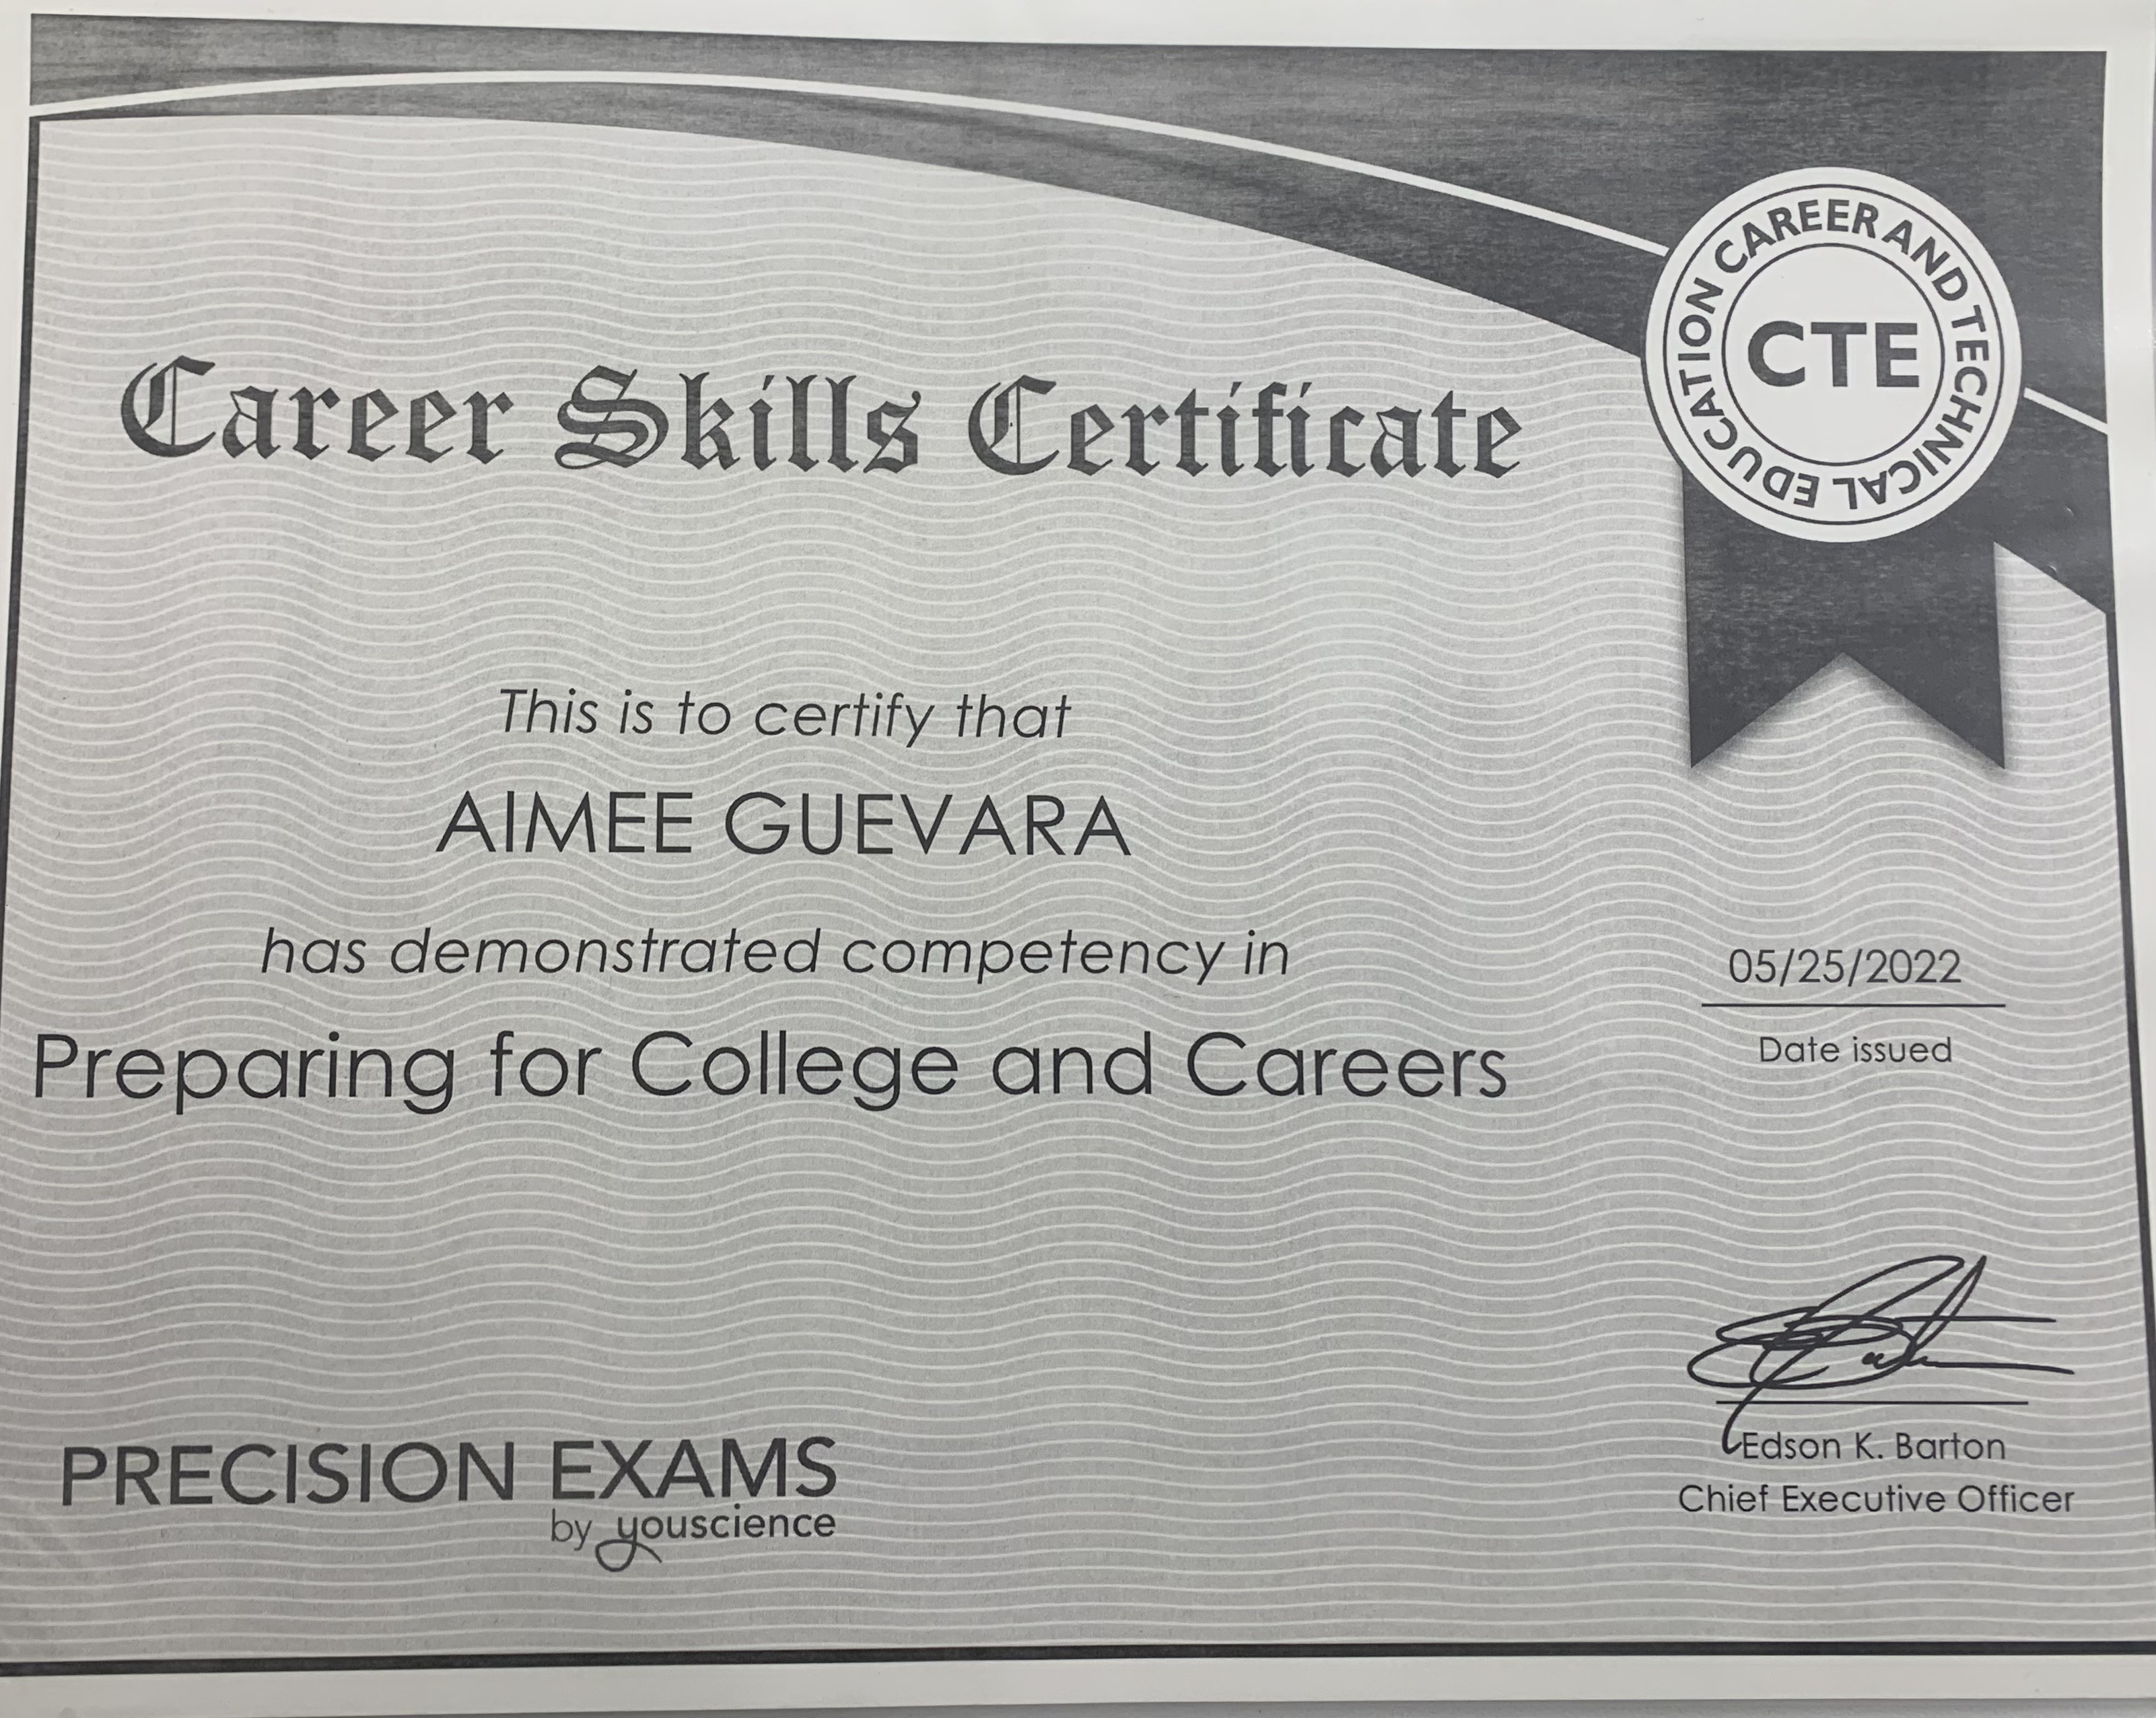 CAREER AND TECHNICAL EDUCATION
CTE
Career Skills Certificate
This is to certify that
AIMEE GUEVARA
has demonstrated competency in
Preparing for College and Careers
05/25/2022
Date issued
Edson K. Barton
Chief Executive Officer
PRECISION EXAMS
by youscience